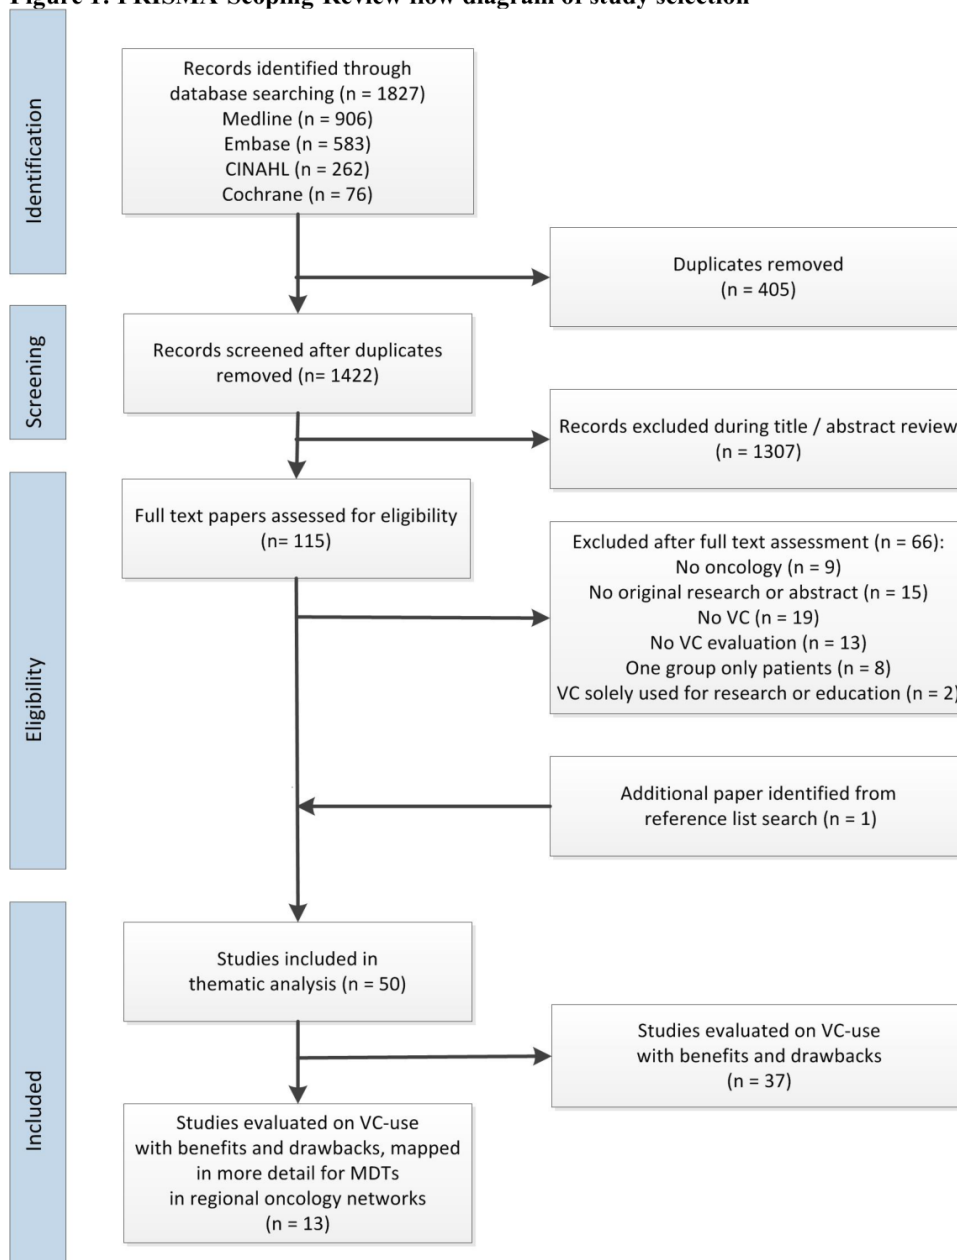 Figure 1: PRISMA Scoping Review flow diagram of study selection
Identification
Records identified through
database searching (n = 1827)
Medline (n = 906)
Embase (n = 583)
CINAHL (n = 262)
Cochrane (n = 76)
Duplicates removed
(n = 405)
Screening
Records screened after duplicates
removed (n= 1422)
Records excluded during title / abstract review
(n = 1307)
Eligibility
Full text papers assessed for eligibility
(n= 115)
Excluded after full text assessment (n = 66):
No oncology (n = 9)
No original research or abstract (n = 15)
No VC (n = 19)
No VC evaluation (n = 13)
One group only patients (n = 8)
VC solely used for research or education (n = 2)
Additional paper identified from
reference list search (n = 1)
Included
Studies included in
thematic analysis (n = 50)
Studies evaluated on VC-use
with benefits and drawbacks
(n = 37)
Studies evaluated on VC-use
with benefits and drawbacks, mapped
in more detail for MDTs
in regional oncology networks
(n = 13)